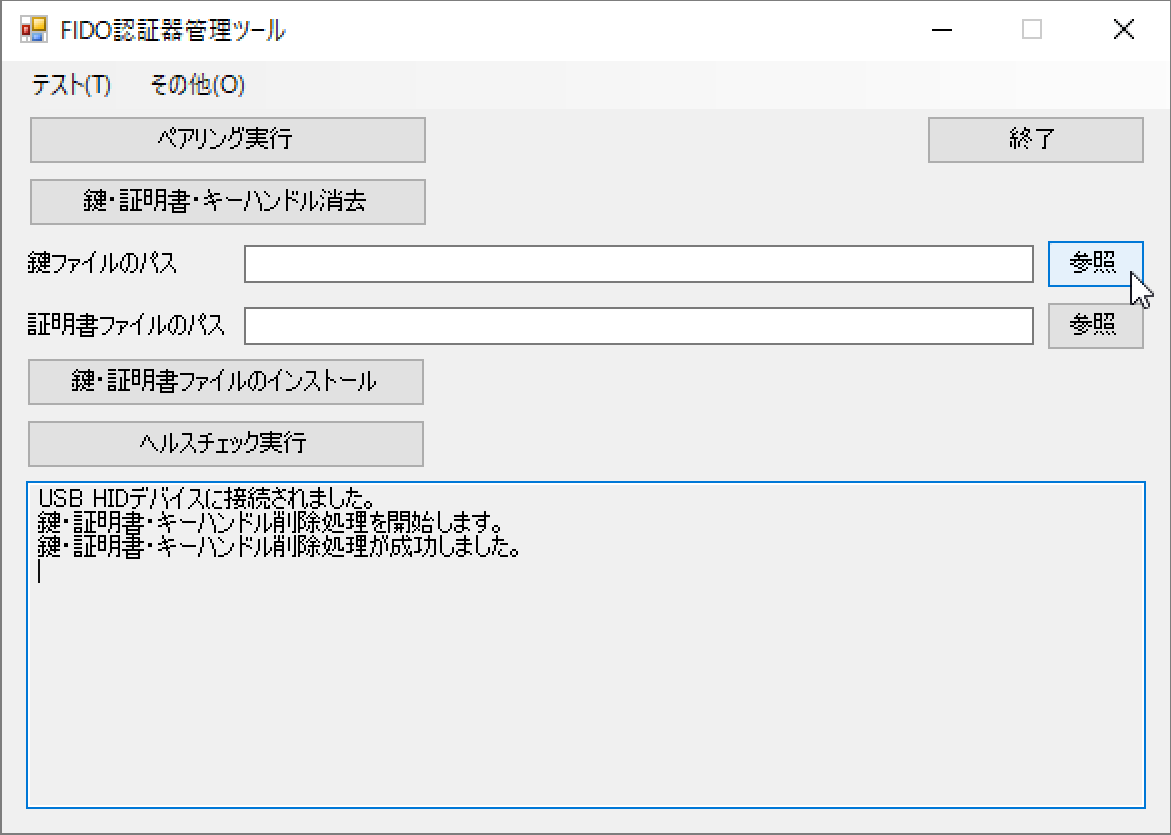 FIDO認証器管理ツール
テスト(T) その他(O)
ペアリング実行 終了
鍵・証明書・キーハンドル消去
鍵ファイルのパス 参照
証明書ファイルのパス 参照
鍵・証明書ファイルのインストール
ヘルスチェック実行
USB HIDデバイスに接続されました。
鍵・証明書・キーハンドル削除処理を開始します。
鍵・証明書・キーハンドル削除処理が成功しました。